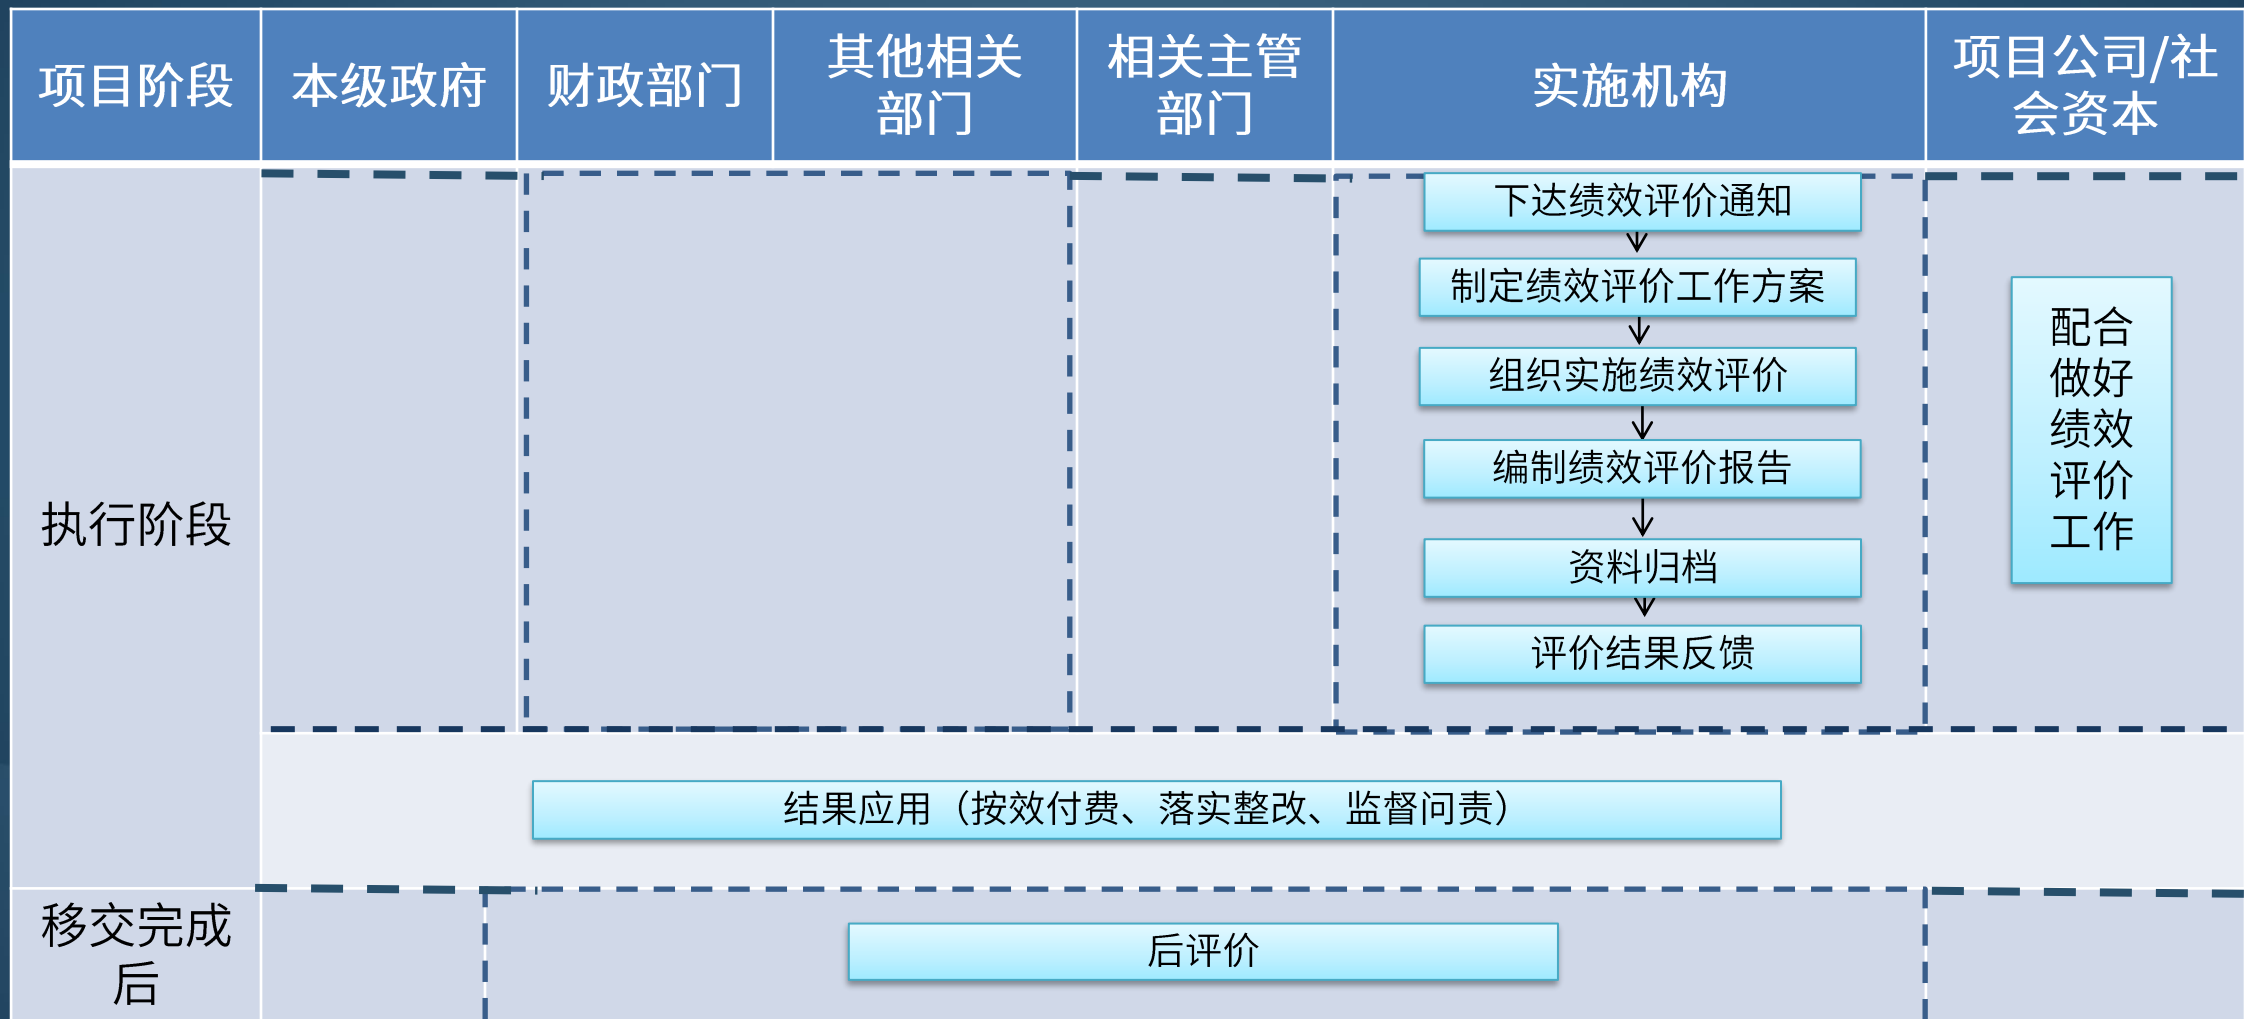 项目阶段
本级政府
财政部门
其他相关
部门
相关主管
部门
实施机构
项目公司/社
会资本
执行阶段
下达绩效评价通知
制定绩效评价工作方案
组织实施绩效评价
编制绩效评价报告
资料归档
评价结果反馈
配合
做好
绩效
评价
工作
结果应用（按效付费、落实整改、监督问责）
移交完成
后
后评价